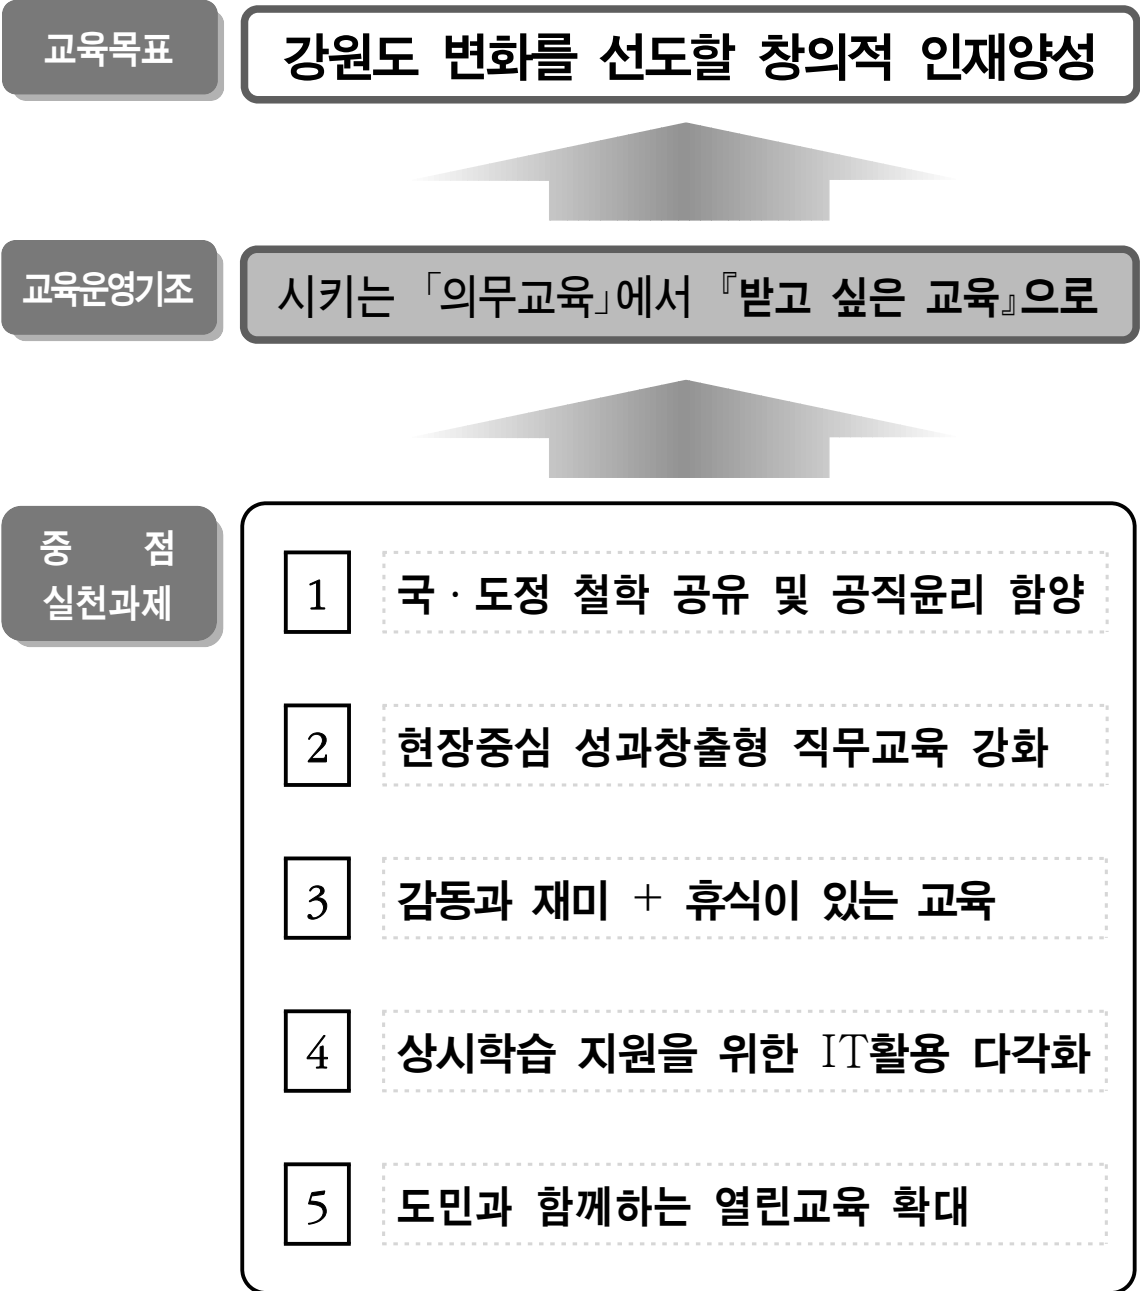 교육목표
강원도 변화를 선도할 창의적 인재양성
교육운영기조
시키는 「의무교육」에서 『받고 싶은 교육』으로
중 점
실천과제
1 국·도정 철학 공유 및 공직윤리 함양
2 현장중심 성과창출형 직무교육 강화
3 감동과 재미 + 휴식이 있는 교육
4 상시학습 지원을 위한 IT활용 다각화
5 도민과 함께하는 열린교육 확대